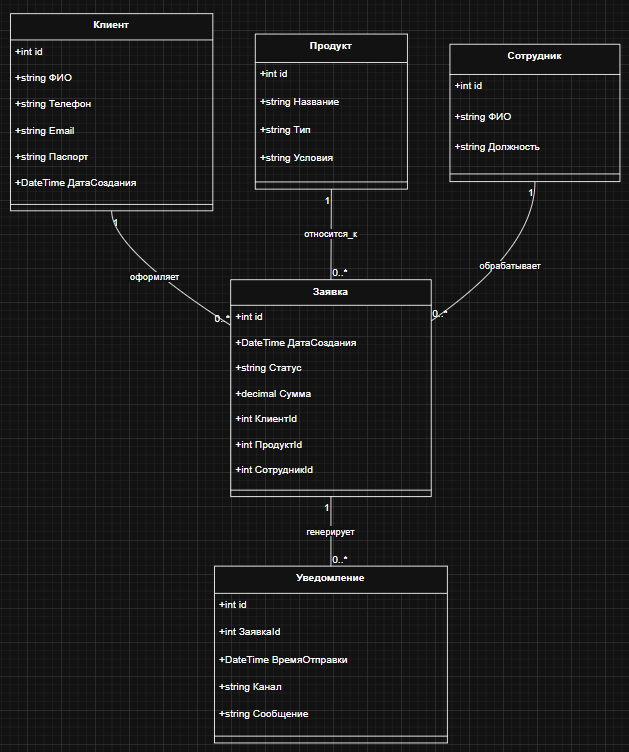 Клиент
+int id
+string ФИО
+string Телефон
+string Email
+string Паспорт
+DateTime ДатаСоздания
Продукт
+int id
+string Название
+string Тип
+string Условия
Сотрудник
+int id
+string ФИО
+string Должность
1
1
1
относится_к
оформляет
обрабатывает
0..*
0..*
0..*
Заявка
+int id
+DateTime ДатаСоздания
+string Статус
+decimal Сумма
+int КлиентId
+int ПродуктId
+int СотрудникId
1
генерирует
0..*
Уведомление
+int id
+int ЗаявкаId
+DateTime ВремяОтправки
+string Канал
+string Сообщение